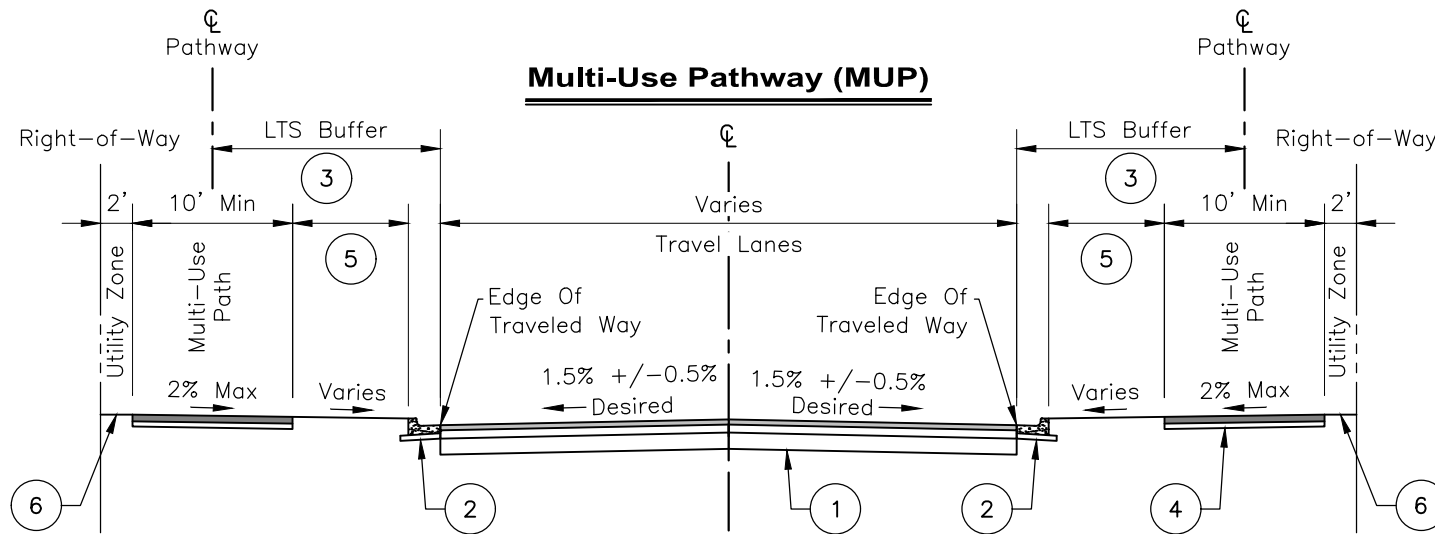 ℄
Pathway
℄
Pathway
Multi-Use Pathway (MUP)
Right-of-Way
LTS Buffer
℄
LTS Buffer
Right-of-Way
3
3
2'
10' Min
Varies
10' Min
2'
Travel Lanes
5
5
Utility Zone
Multi-Use
Path
Edge Of
Traveled Way
Edge Of
Traveled Way
Multi-Use
Path
Utility Zone
2% Max
Varies
1.5% +/-0.5%
Desired
1.5% +/-0.5%
Desired
Varies
2% Max
6
2
1
2
4
6